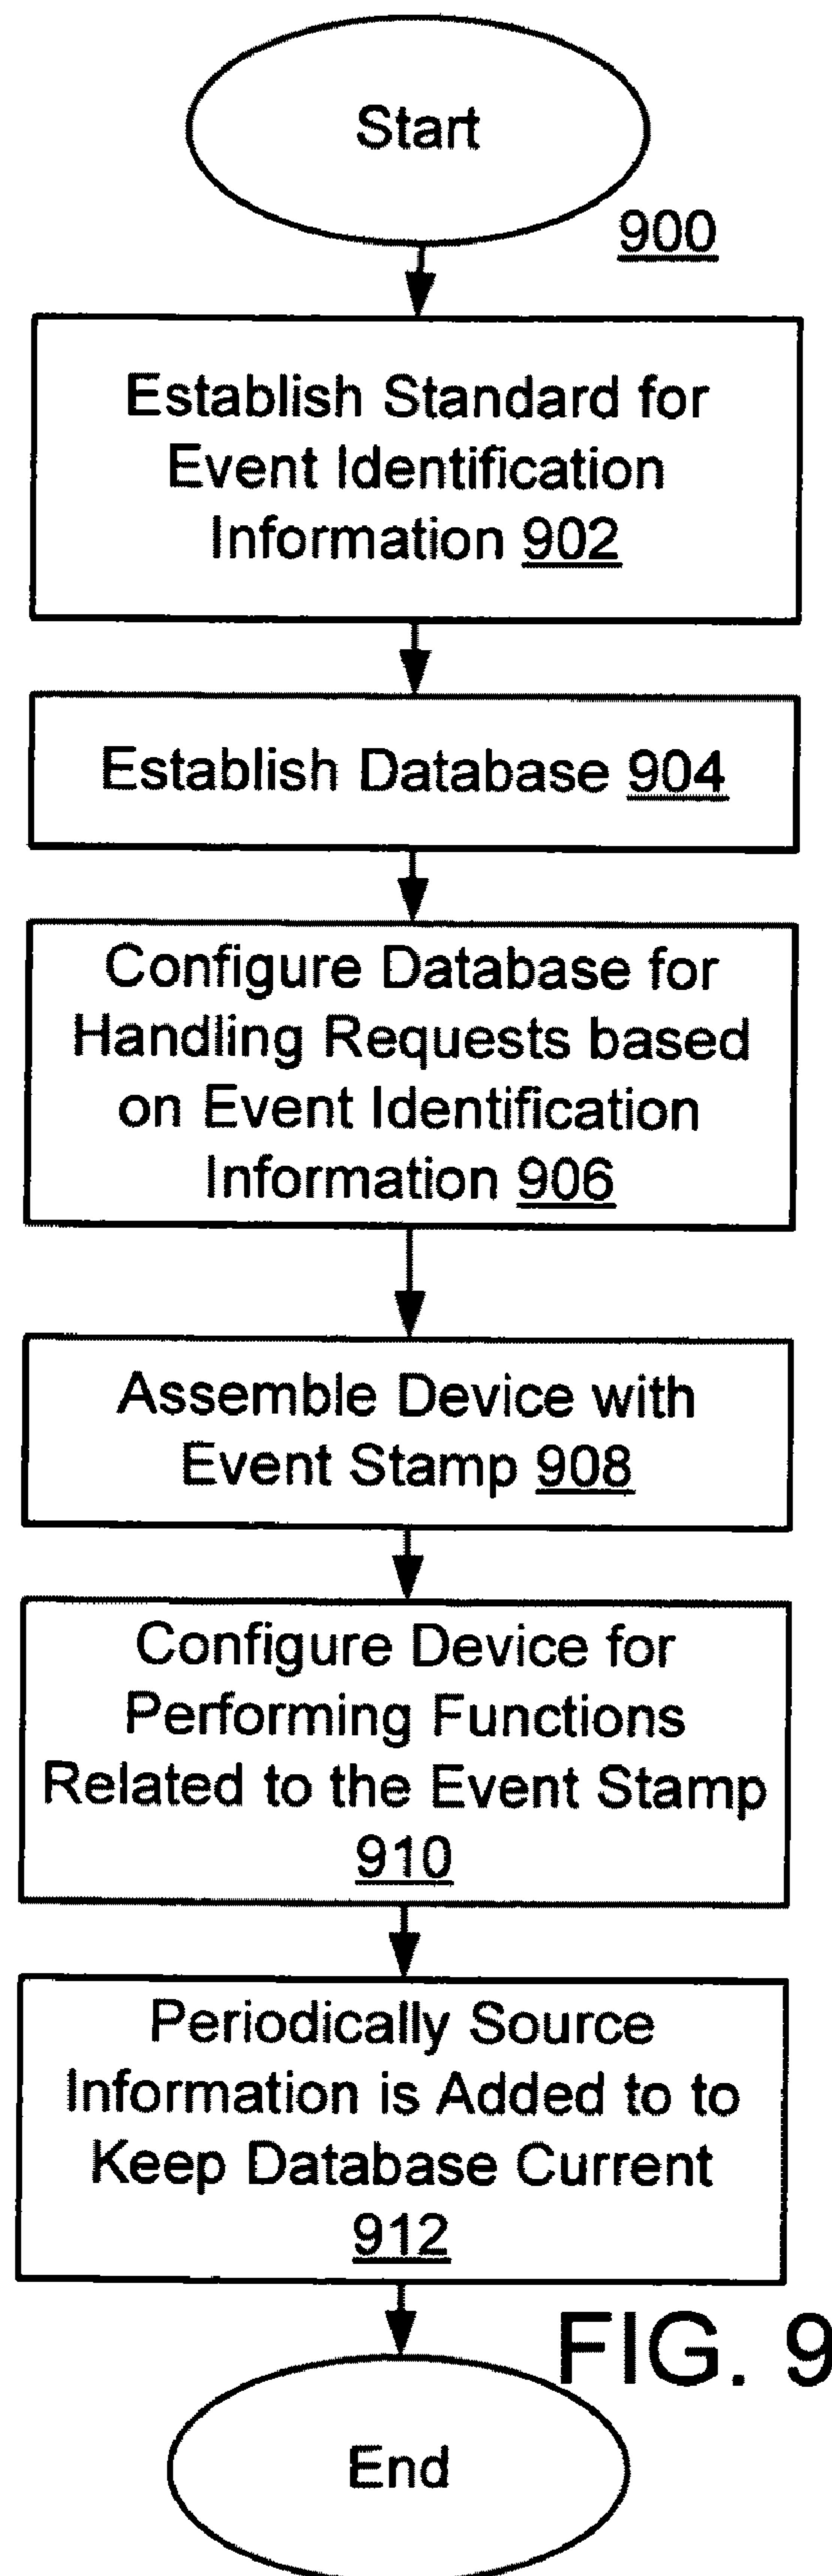 Start
900
Establish Standard for
Event Identification
Information 902
Establish Database 904
Configure Database for
Handling Requests based
on Event Identification
Information 906
Assemble Device with
Event Stamp 908
Configure Device for
Performing Functions
Related to the Event Stamp
910
Periodically Source
Information is Added to to
Keep Database Current
912
FIG. 9
End